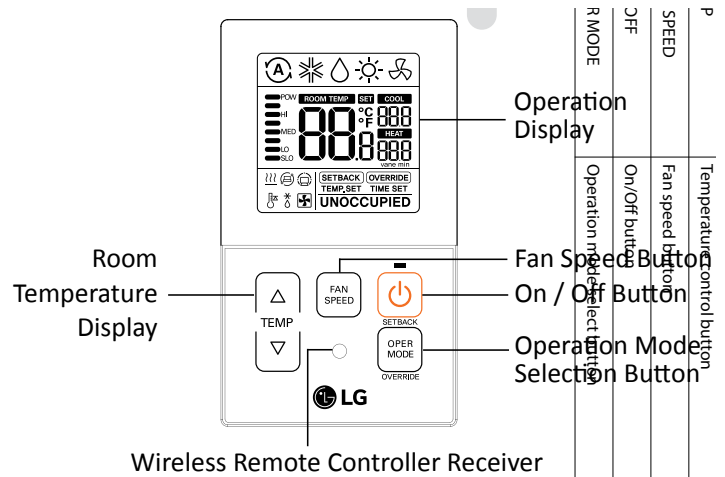 A
POW
HI
MED
LO
SLO
ROOM TEMP
SET
COOL
88.8
°C
°F
888
HEAT
888
vane min
SETBACK
OVERRIDE
TEMP.SET TIME SET
UNOCCUPIED
Operation
Display
Room
Temperature
Display
TEMP
FAN
SPEED
SETBACK
OPER
MODE
OVERRIDE
LG
Fan Speed Button
On / Off Button
Operation Mode
Selection Button
Wireless Remote Controller Receiver
P
SPEED
OFF
R MODE
Temperature control button
Fan speed button
On/Off button
Operation mode select button